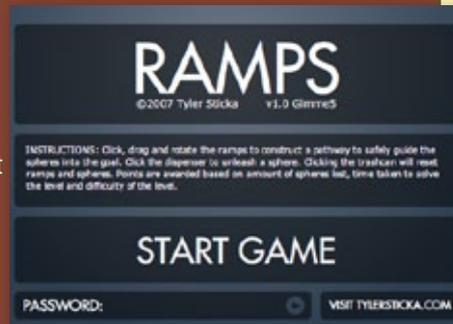 RAMPS
©2007 Tyler Sticka v1.0 Gimme5
INSTRUCTIONS: Click, drag and rotate the ramps to construct a pathway to safely guide the
spheres into the goal. Click the dispenser to unleash a sphere. Clicking the trashcan will reset
ramps and spheres. Points are awarded based on amount of spheres lost, time taken to solve
the level and difficulty of the level.
START GAME
PASSWORD:
VISIT TYLERSTICKA.COM